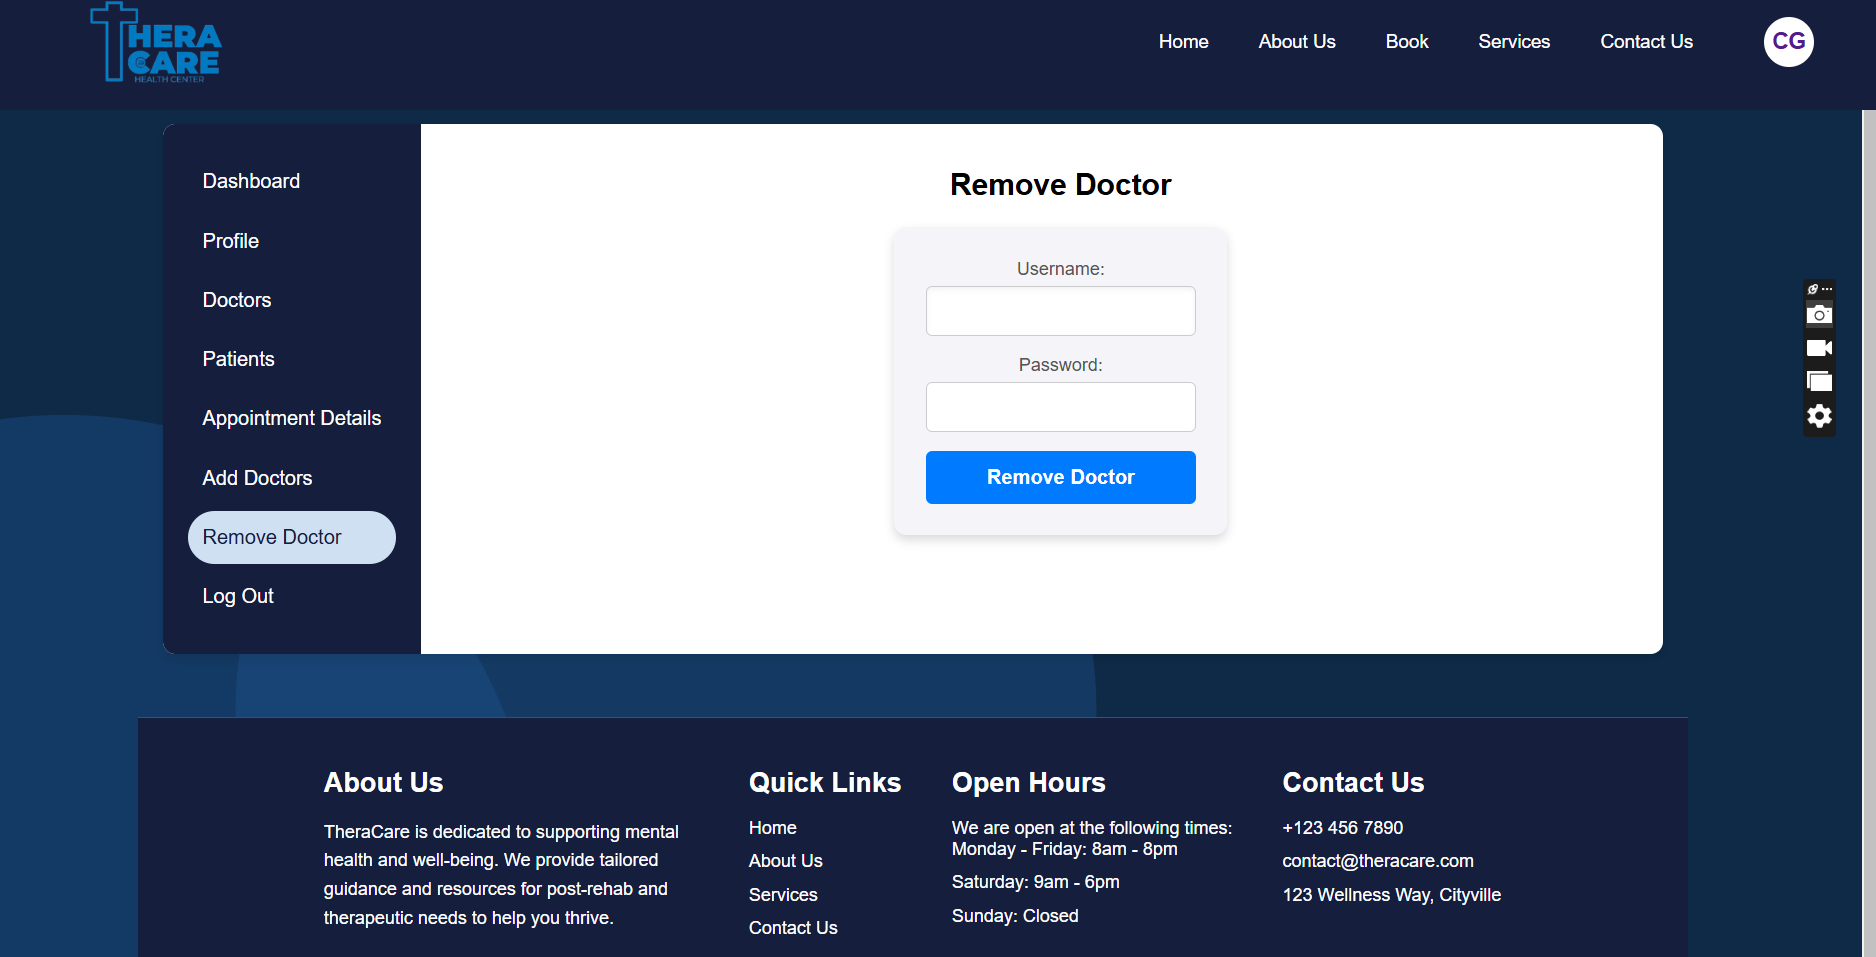 THERA
CARE
HEALTH CENTER
Home
About Us
Book
Services
Contact Us
CG
Dashboard
Profile
Doctors
Patients
Appointment Details
Add Doctors
Remove Doctor
Log Out
Remove Doctor
Username:
Password:
Remove Doctor
About Us
TheraCare is dedicated to supporting mental
health and well-being. We provide tailored
guidance and resources for post-rehab and
therapeutic needs to help you thrive.
Quick Links
Home
About Us
Services
Contact Us
Open Hours
We are open at the following times:
Monday - Friday: 8am - 8pm
Saturday: 9am - 6pm
Sunday: Closed
Contact Us
+123 456 7890
contact@theracare.com
123 Wellness Way, Cityville